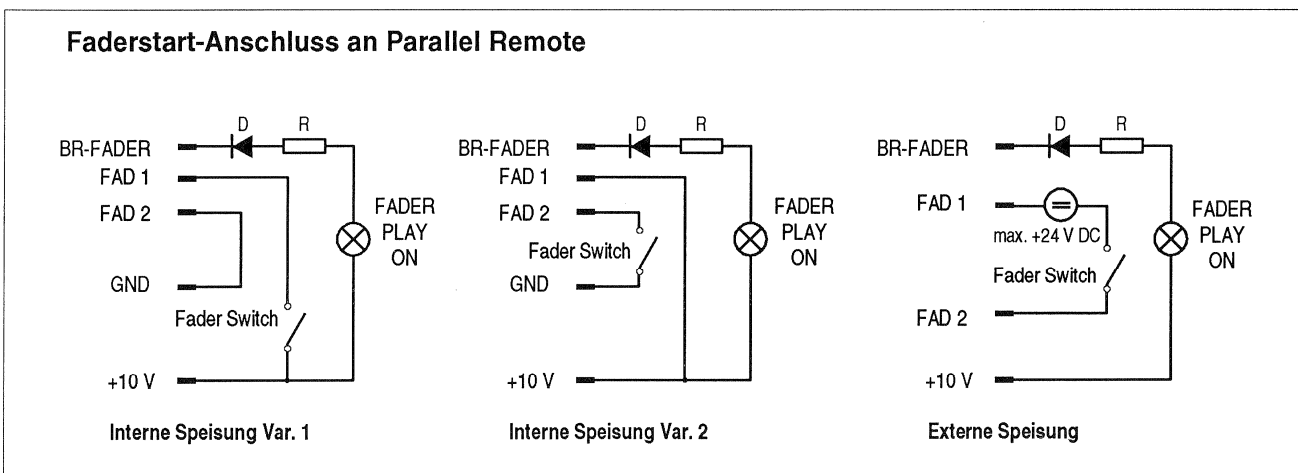 Faderstart-Anschluss an Parallel Remote
D R
BR-FADER
FAD 1
FAD 2
FADER
PLAY
ON
GND
Fader Switch
+10 V
Interne Speisung Var. 1
D R
BR-FADER
FAD 1
FAD 2
FADER
PLAY
ON
Fader Switch
GND
+10 V
Interne Speisung Var. 2
D R
BR-FADER
FAD 1
max. +24 V DC
FADER
PLAY
ON
Fader Switch
FAD 2
+10 V
Externe Speisung